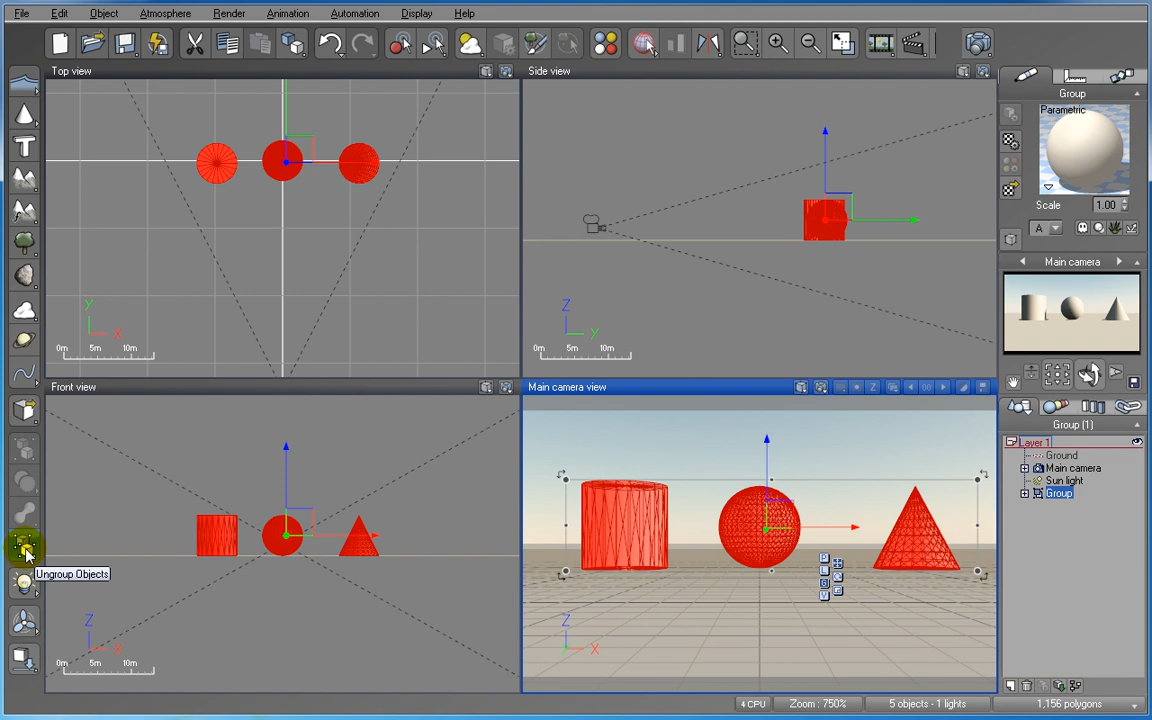 File Edit Object Atmosphere Render Animation Automation Display Help
Top view
Side view
Group
Parametric
Scale 1.00
A
Main camera
Y
X
0m 5m 10m
Z
Y
0m 5m 10m
Front view
Main camera view
Group (1)
Layer 1
Ground
Main camera
Sun light
Group
Ungroup Objects
Z
X
0m 5m 10m
Z
X
4 CPU Zoom : 750% 5 objects - 1 lights 1,156 polygons